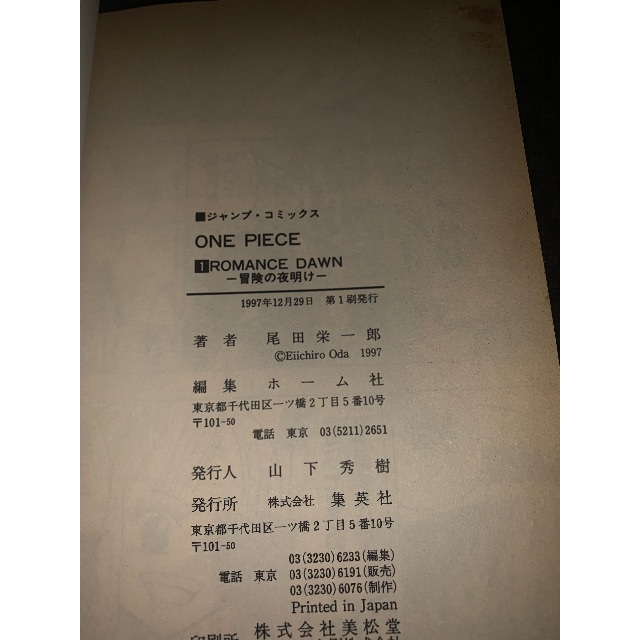 ■ジャンプ・コミックス
ONE PIECE
1 ROMANCE DAWN
ー冒険の夜明けー
1997年12月29日 第1刷発行
著者 尾田栄一郎
©Eiichiro Oda 1997
編集 ホーム社
東京都千代田区一ツ橋2丁目5番10号
〒101-50
電話 東京 03(5211)2651
発行人 山下秀樹
発行所 株式会社 集英社
東京都千代田区一ツ橋2丁目5番10号
〒101-50
03(3230)6233(編集)
電話 東京 03(3230)6191(販売)
03(3230)6076(制作)
Printed in Japan
株式会社美松堂
印刷所